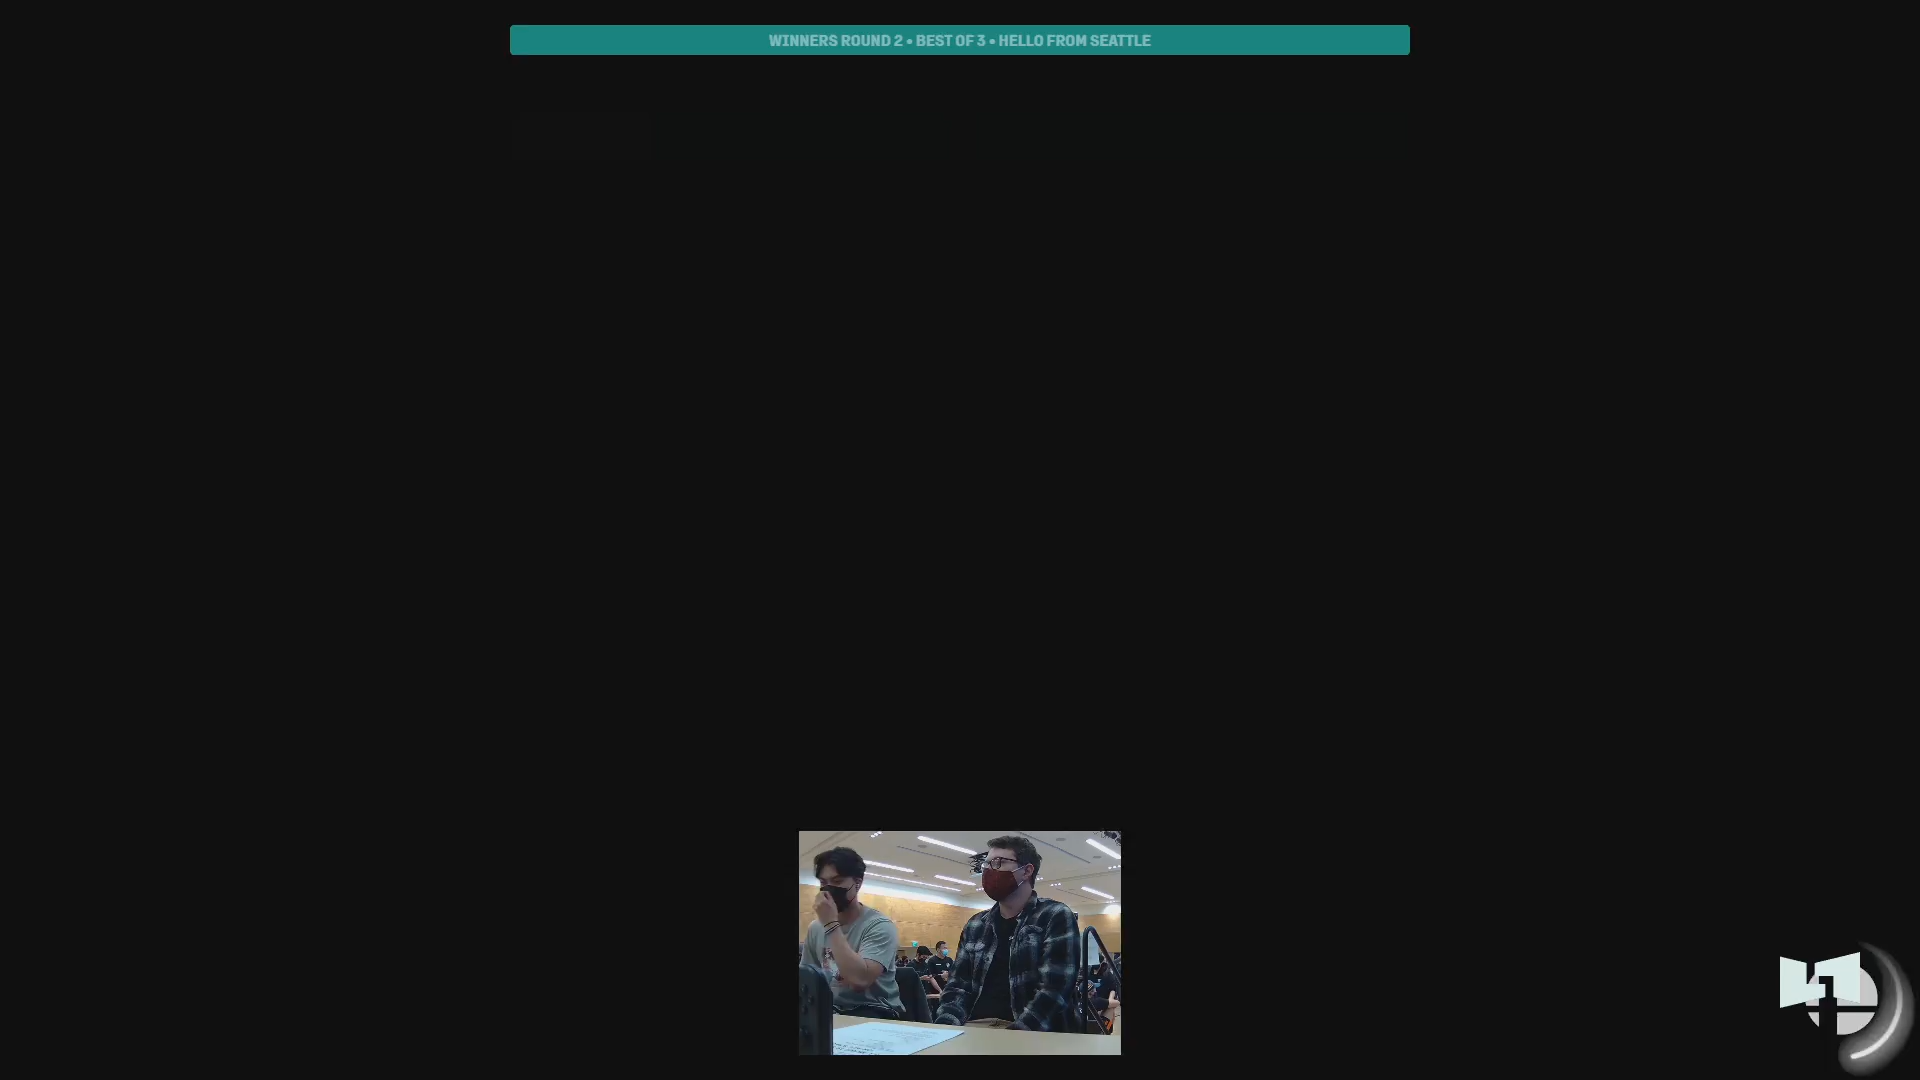 WINNERS ROUND 2 • BEST OF 3 • HELLO FROM SEATTLE